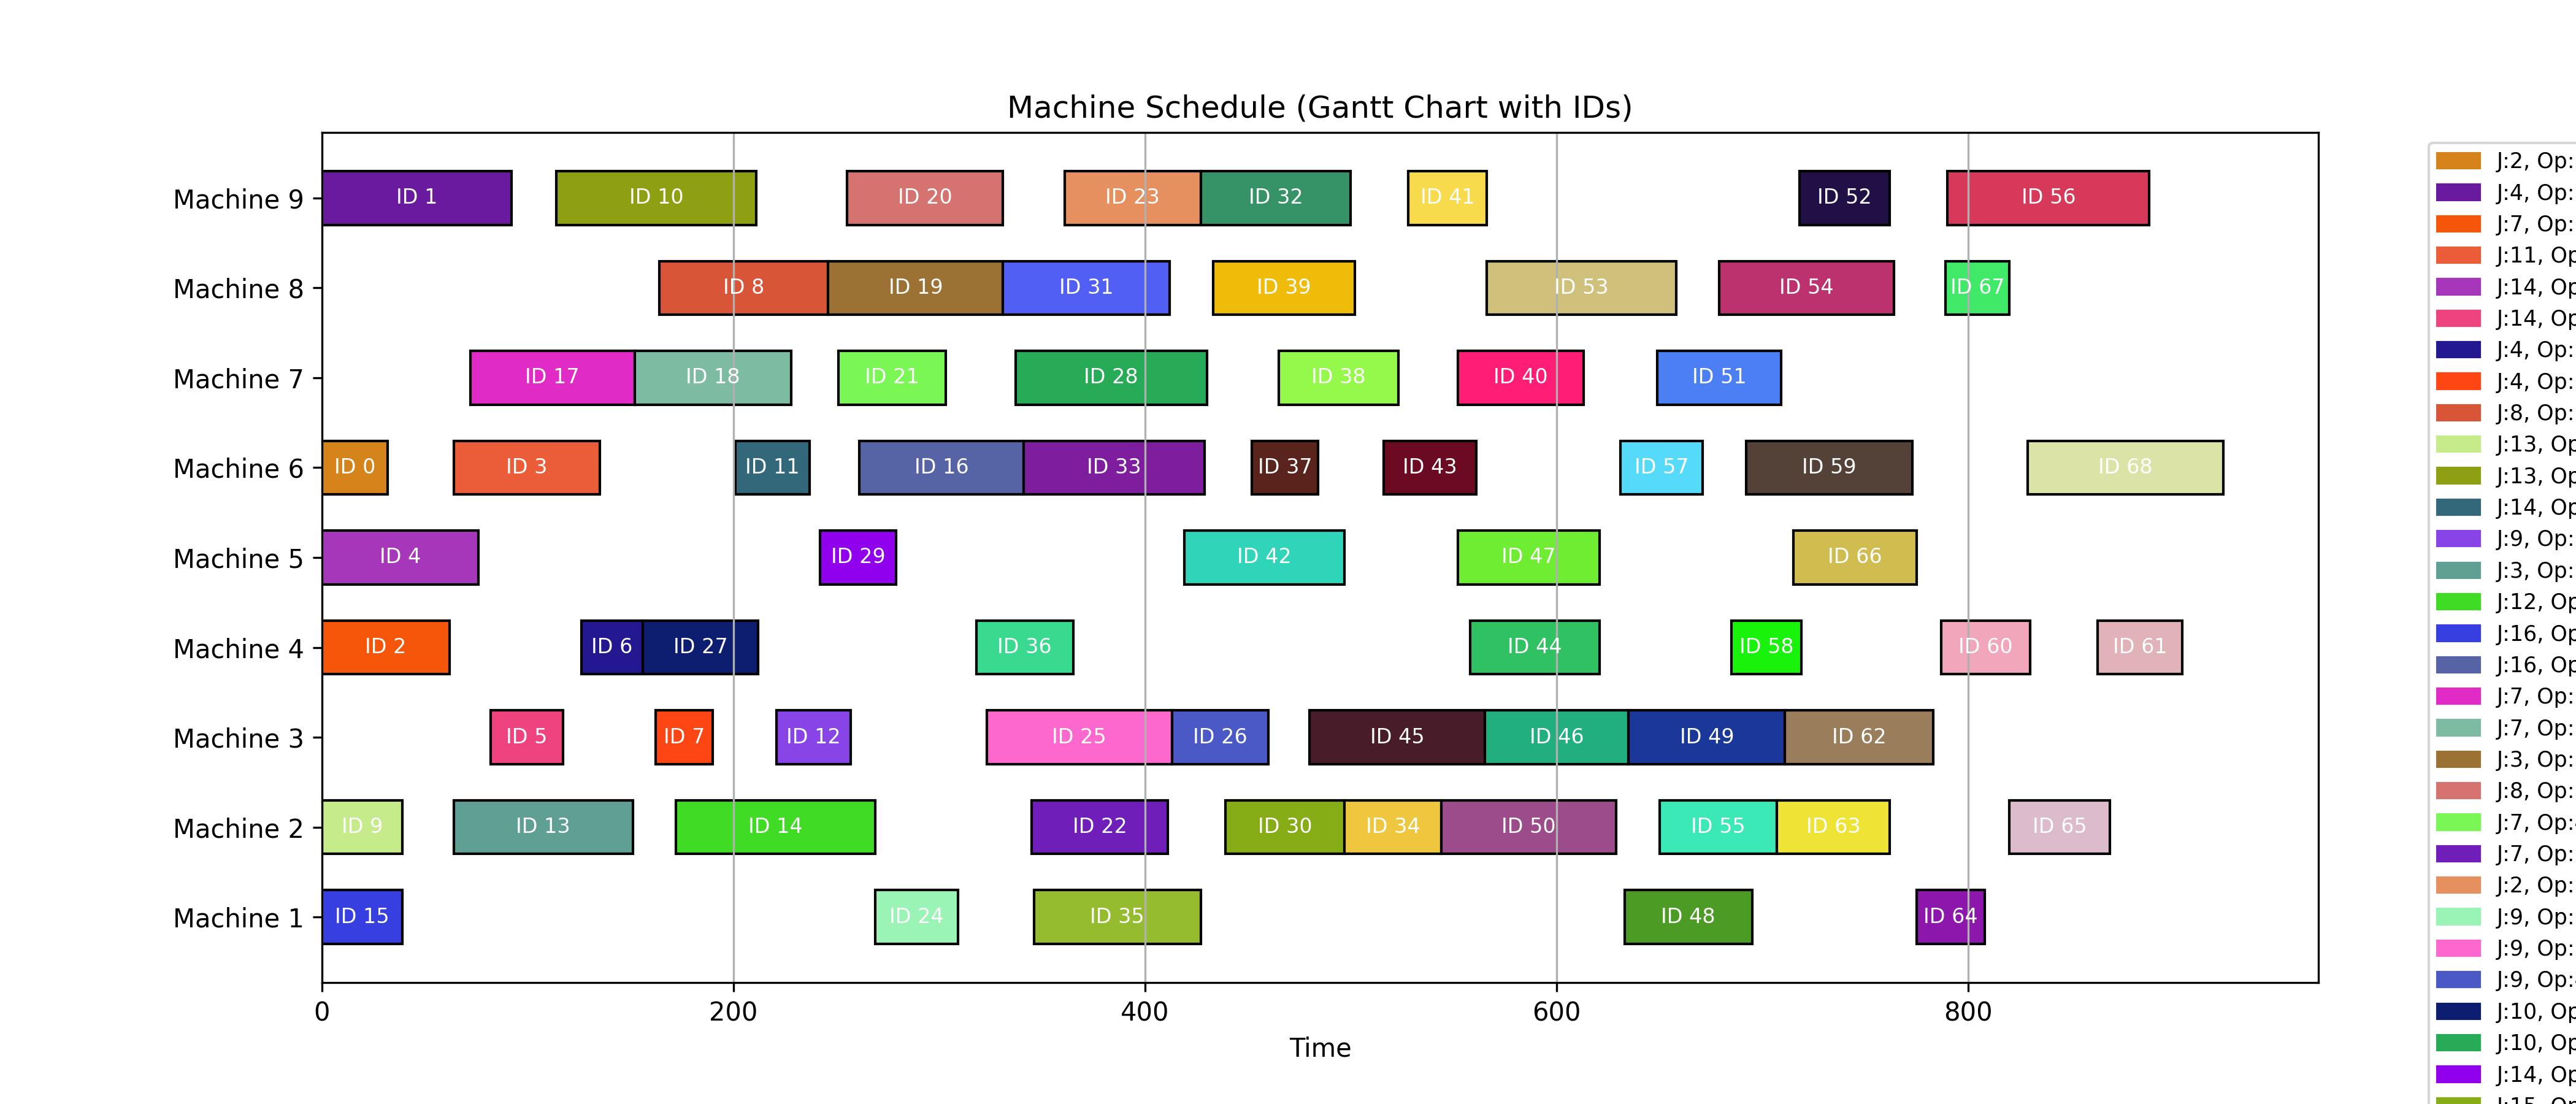 Machine Schedule (Gantt Chart with IDs)
Machine 9 ID 1 ID 10 ID 20 ID 23 ID 32 ID 41 ID 52 ID 56
Machine 8 ID 8 ID 19 ID 31 ID 39 ID 53 ID 54 ID 67
Machine 7 ID 17 ID 18 ID 21 ID 28 ID 38 ID 40 ID 51
Machine 6 ID 0 ID 3 ID 11 ID 16 ID 33 ID 37 ID 43 ID 57 ID 59 ID 68
Machine 5 ID 4 ID 29 ID 42 ID 47 ID 66
Machine 4 ID 2 ID 6 ID 27 ID 36 ID 44 ID 58 ID 60 ID 61
Machine 3 ID 5 ID 7 ID 12 ID 25 ID 26 ID 45 ID 46 ID 49 ID 62
Machine 2 ID 9 ID 13 ID 14 ID 22 ID 30 ID 34 ID 50 ID 55 ID 63 ID 65
Machine 1 ID 15 ID 24 ID 35 ID 48 ID 64
0 200 400 600 800
Time
J:2, Op:
J:4, Op:
J:7, Op:
J:11, Op
J:14, Op
J:14, Op
J:4, Op:
J:4, Op:
J:8, Op:
J:13, Op
J:13, Op
J:14, Op
J:9, Op:
J:3, Op:
J:12, Op
J:16, Op
J:16, Op
J:7, Op:
J:7, Op:
J:3, Op:
J:8, Op:
J:7, Op:
J:7, Op:
J:2, Op:
J:9, Op:
J:9, Op:
J:9, Op:
J:10, Op
J:10, Op
J:14, Op
J:15, Op